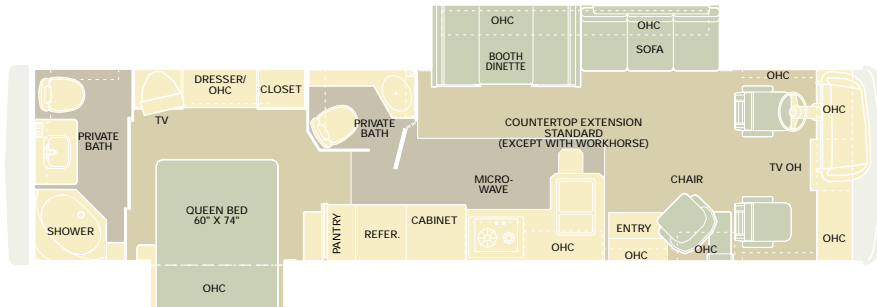 OHC
BOOTH
DINETTE
OHC
SOFA
DRESSER/
OHC
CLOSET
TV
PRIVATE
BATH
PRIVATE
BATH
COUNTERTOP EXTENSION
STANDARD
(EXCEPT WITH WORKHORSE)
OHC
OHC
TV OH
CHAIR
MICRO-
WAVE
QUEEN BED
60" X 74"
SHOWER
PANTRY
REFER.
CABINET
OHC
ENTRY
OHC
OHC
OHC
OHC